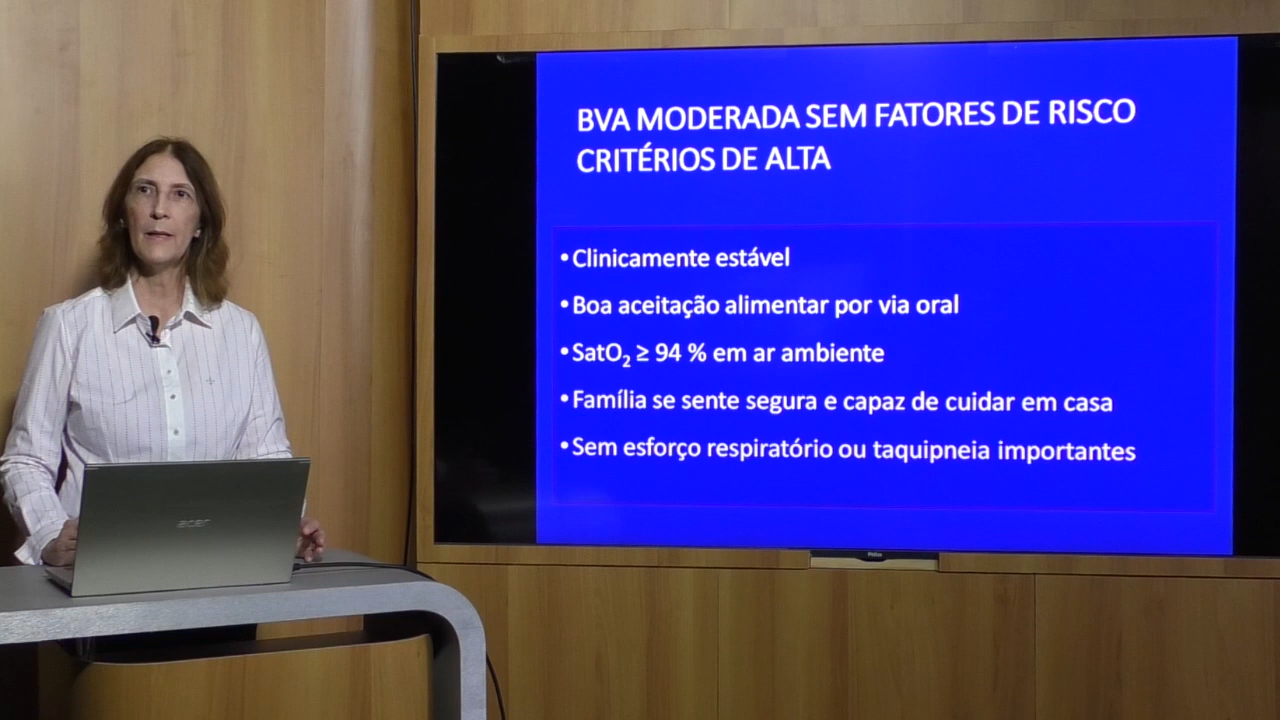 BVA MODERADA SEM FATORES DE RISCO
CRITÉRIOS DE ALTA
• Clinicamente estável
• Boa aceitação alimentar por via oral
• SatO₂ ≥ 94 % em ar ambiente
• Família se sente segura e capaz de cuidar em casa
• Sem esforço respiratório ou taquipneia importantes
acer
Philco